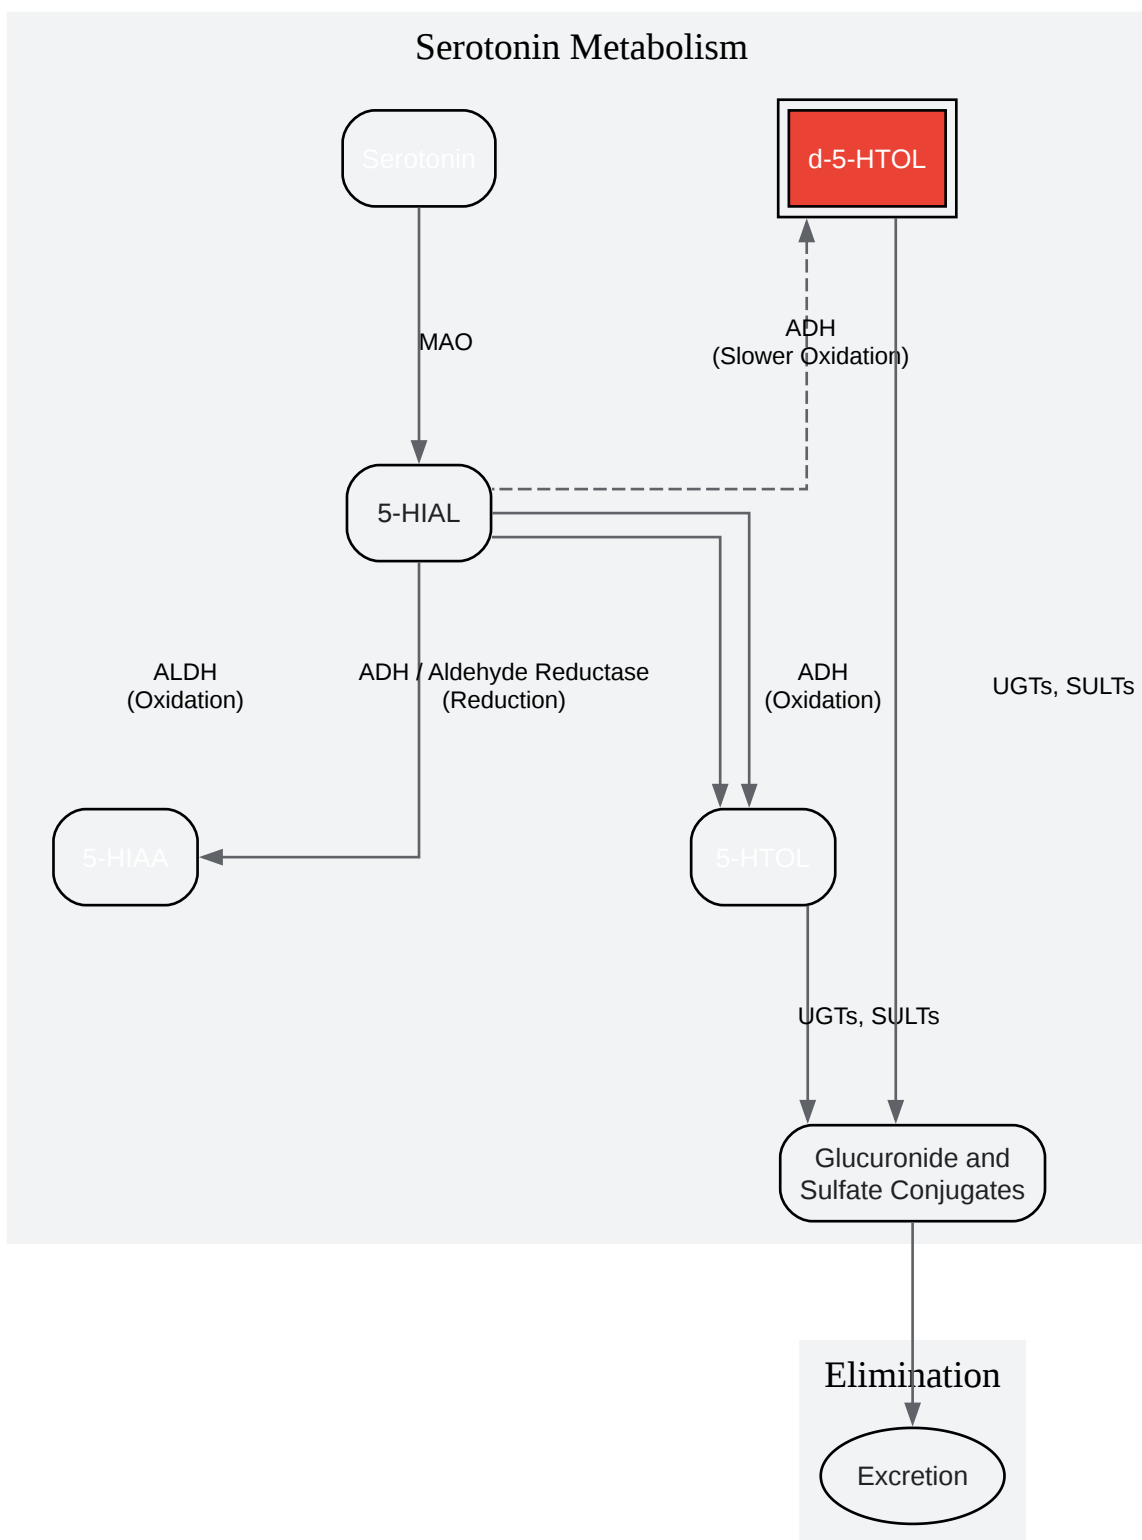 Serotonin Metabolism
Serotonin
d-5-HTOL
MAO
ADH
(Slower Oxidation)
5-HIAL
ALDH
(Oxidation)
ADH / Aldehyde Reductase
(Reduction)
ADH
(Oxidation)
UGTs, SULTs
5-HIAA
5-HTOL
UGTs, SULTs
Glucuronide and
Sulfate Conjugates
Elimination
Excretion